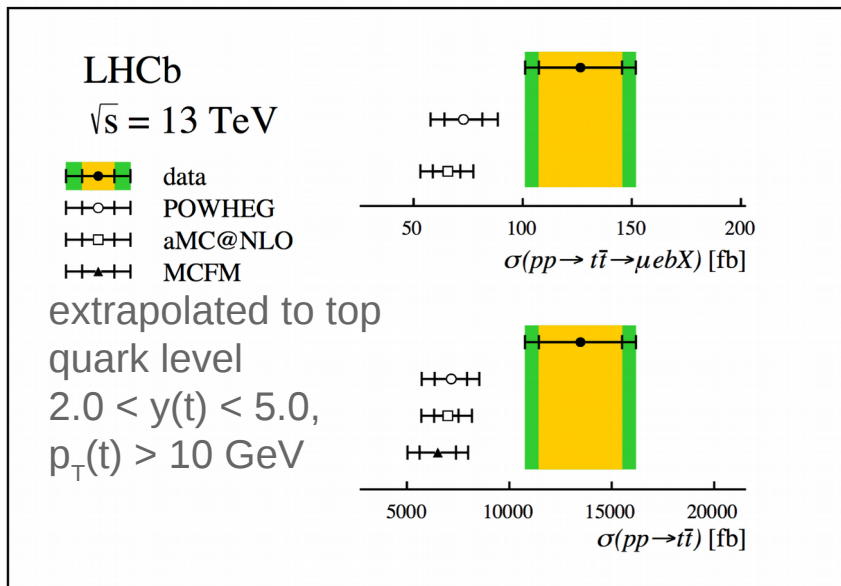 LHCb
√s = 13 TeV
data
POWHEG
aMC@NLO
MCFM
extrapolated to top
quark level
2.0 < y(t) < 5.0,
p_T(t) > 10 GeV
50 100 150 200
σ(pp → tt̄ → μebX) [fb]
5000 10000 15000 20000
σ(pp→tt̄) [fb]